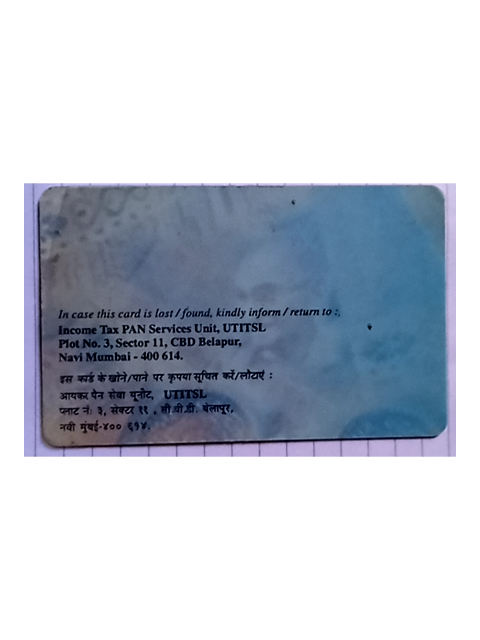 In case this card is lost / found, kindly inform / return to :
Income Tax PAN Services Unit, UTITSL
Plot No. 3, Sector 11, CBD Belapur,
Navi Mumbai - 400 614.
इस कार्ड के खोने/पाने पर कृपया सूचित करें/लौटाएं :
आयकर पैन सेवा यूनीट, UTITSL
प्लाट नं: ३, सेक्टर ११ , सी.बी.डी. बेलापूर,
नवी मुंबई-४०० ६१४.